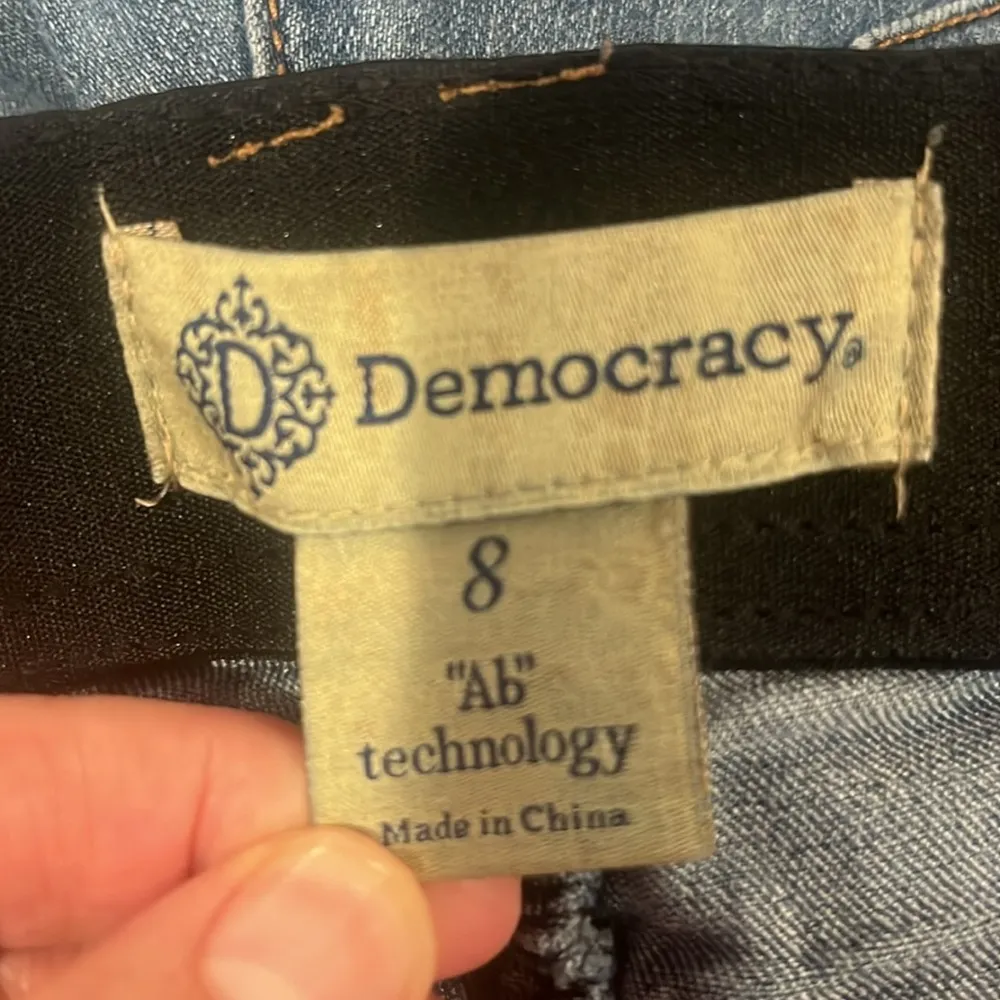 D Democracy®
8
"Ab"
technology
Made in China